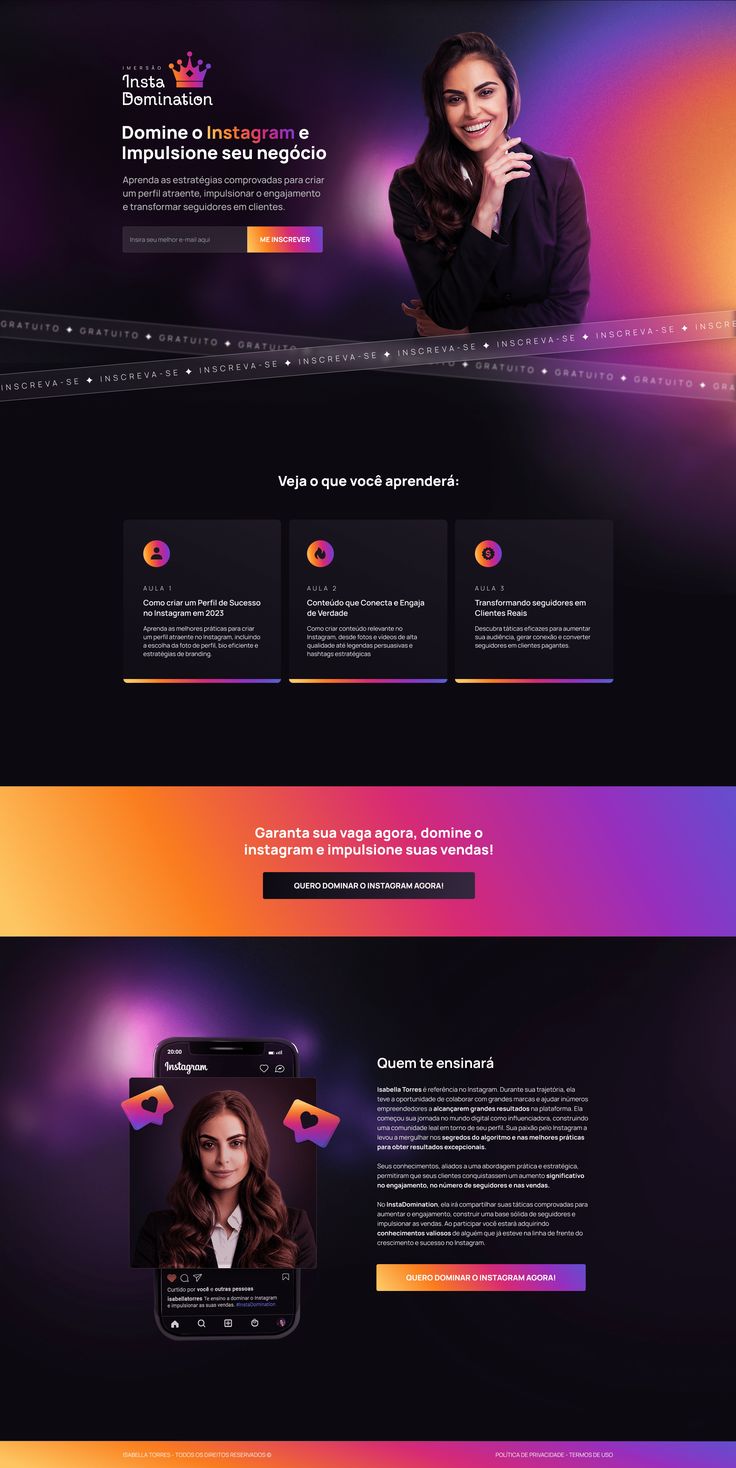 IMERSÃO
Insta
Domination
Domine o Instagram e
Impulsione seu negócio
Aprenda as estratégias comprovadas para criar
um perfil atraente, impulsionar o engajamento
e transformar seguidores em clientes.
Insira seu melhor e-mail aqui
ME INSCREVER
GRATUITO ✦ GRATUITO ✦ GRATUITO ✦ GRATUITO
GRATUITO ✦ GRATUITO ✦ GRATUITO ✦ GRA
INSCREVA-SE ✦ INSCREVA-SE ✦ INSCREVA-SE ✦ INSCREVA-SE ✦ INSCREVA-SE ✦ INSCREVA-SE ✦ INSCREVA-SE ✦ INSCRE
Veja o que você aprenderá:
AULA 1
Como criar um Perfil de Sucesso
no Instagram em 2023
Aprenda as melhores práticas para criar
um perfil atraente no Instagram, incluindo
a escolha da foto de perfil, bio eficiente e
estratégias de branding.
AULA 2
Conteúdo que Conecta e Engaja
de Verdade
Como criar conteúdo relevante no
Instagram, desde fotos e vídeos de alta
qualidade até legendas persuasivas e
hashtags estratégicas
AULA 3
Transformando seguidores em
Clientes Reais
Descubra táticas eficazes para aumentar
sua audiência, gerar conexão e converter
seguidores em clientes pagantes.
Garanta sua vaga agora, domine o
instagram e impulsione suas vendas!
QUERO DOMINAR O INSTAGRAM AGORA!
20:00
Instagram
Curtido por você e outras pessoas
isabellatorres Te ensino a dominar o Instagram
e impulsionar as suas vendas. #InstaDomination
Quem te ensinará
Isabella Torres é referência no Instagram. Durante sua trajetória, ela
teve a oportunidade de colaborar com grandes marcas e ajudar inúmeros
empreendedores a alcançarem grandes resultados na plataforma. Ela
começou sua jornada no mundo digital como influenciadora, construindo
uma comunidade leal em torno de seu perfil. Sua paixão pelo Instagram a
levou a mergulhar nos segredos do algoritmo e nas melhores práticas
para obter resultados excepcionais.
Seus conhecimentos, aliados a uma abordagem prática e estratégica,
permitiram que seus clientes conquistassem um aumento significativo
no engajamento, no número de seguidores e nas vendas.
No InstaDomination, ela irá compartilhar suas táticas comprovadas para
aumentar o engajamento, construir uma base sólida de seguidores e
impulsionar as vendas. Ao participar você estará adquirindo
conhecimentos valiosos de alguém que já esteve na linha de frente do
crescimento e sucesso no Instagram.
QUERO DOMINAR O INSTAGRAM AGORA!
ISABELLA TORRES - TODOS OS DIREITOS RESERVADOS ©
POLÍTICA DE PRIVACIDADE - TERMOS DE USO